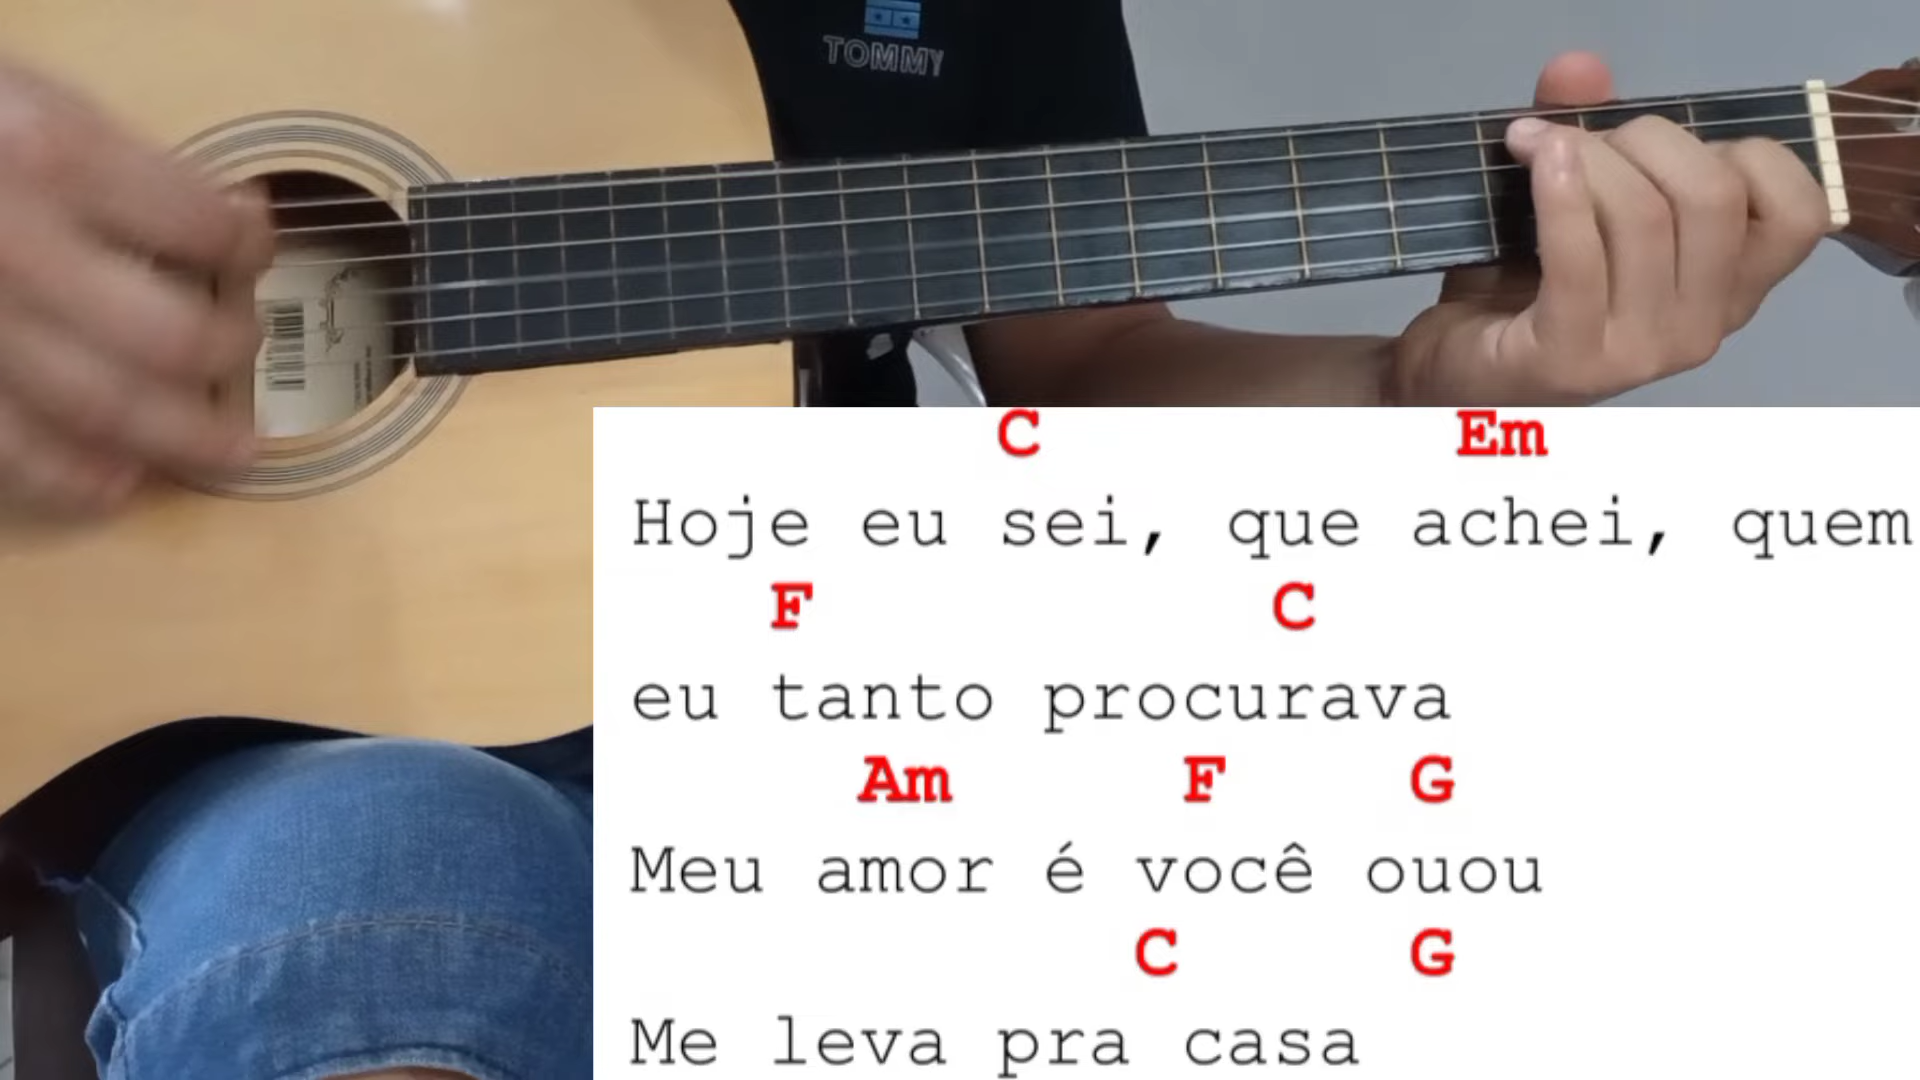 TOMMY
C Em
Hoje eu sei, que achei, quem
F C
eu tanto procurava
Am F G
Meu amor é você ouou
C G
Me leva pra casa